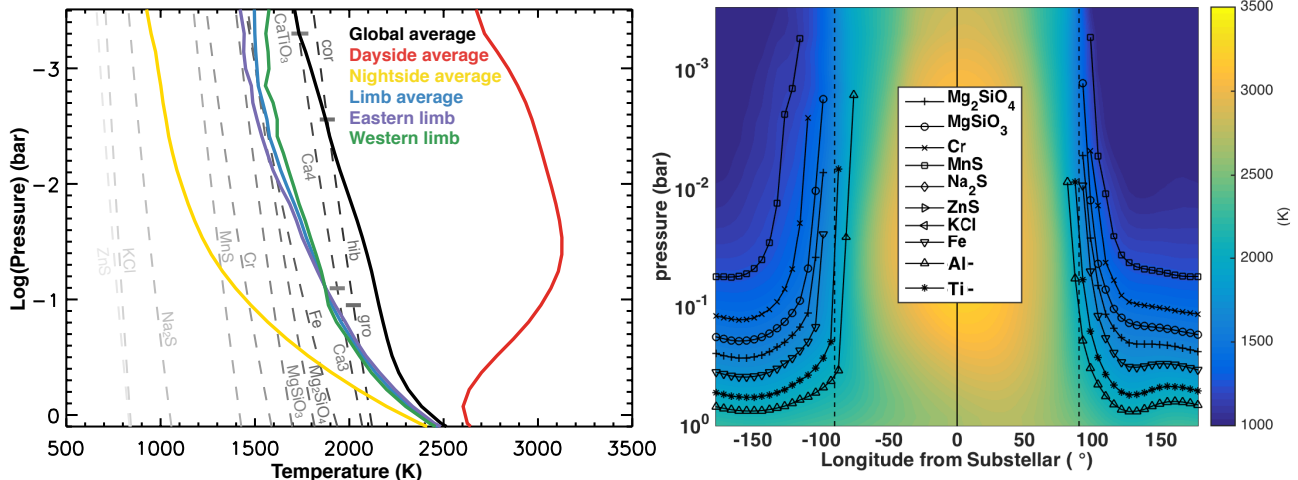 Global average
Dayside average
Nightside average
Limb average
Eastern limb
Western limb
CaTiO₃
cor
Ca4
hib
MnS
Cr
ZnS
KCl
Na₂S
Fe
gro
Ca3
MgSiO₃
Mg₂SiO₄
Log(Pressure) (bar)
-3
-2
-1
0
500 1000 1500 2000 2500 3000 3500
Temperature (K)
pressure (bar)
10⁻³
10⁻²
10⁻¹
10⁰
Mg₂SiO₄
MgSiO₃
Cr
MnS
Na₂S
ZnS
KCl
Fe
Al-
Ti-
-150 -100 -50 0 50 100 150
Longitude from Substellar ( °)
3500
3000
2500
2000
1500
1000
(K)